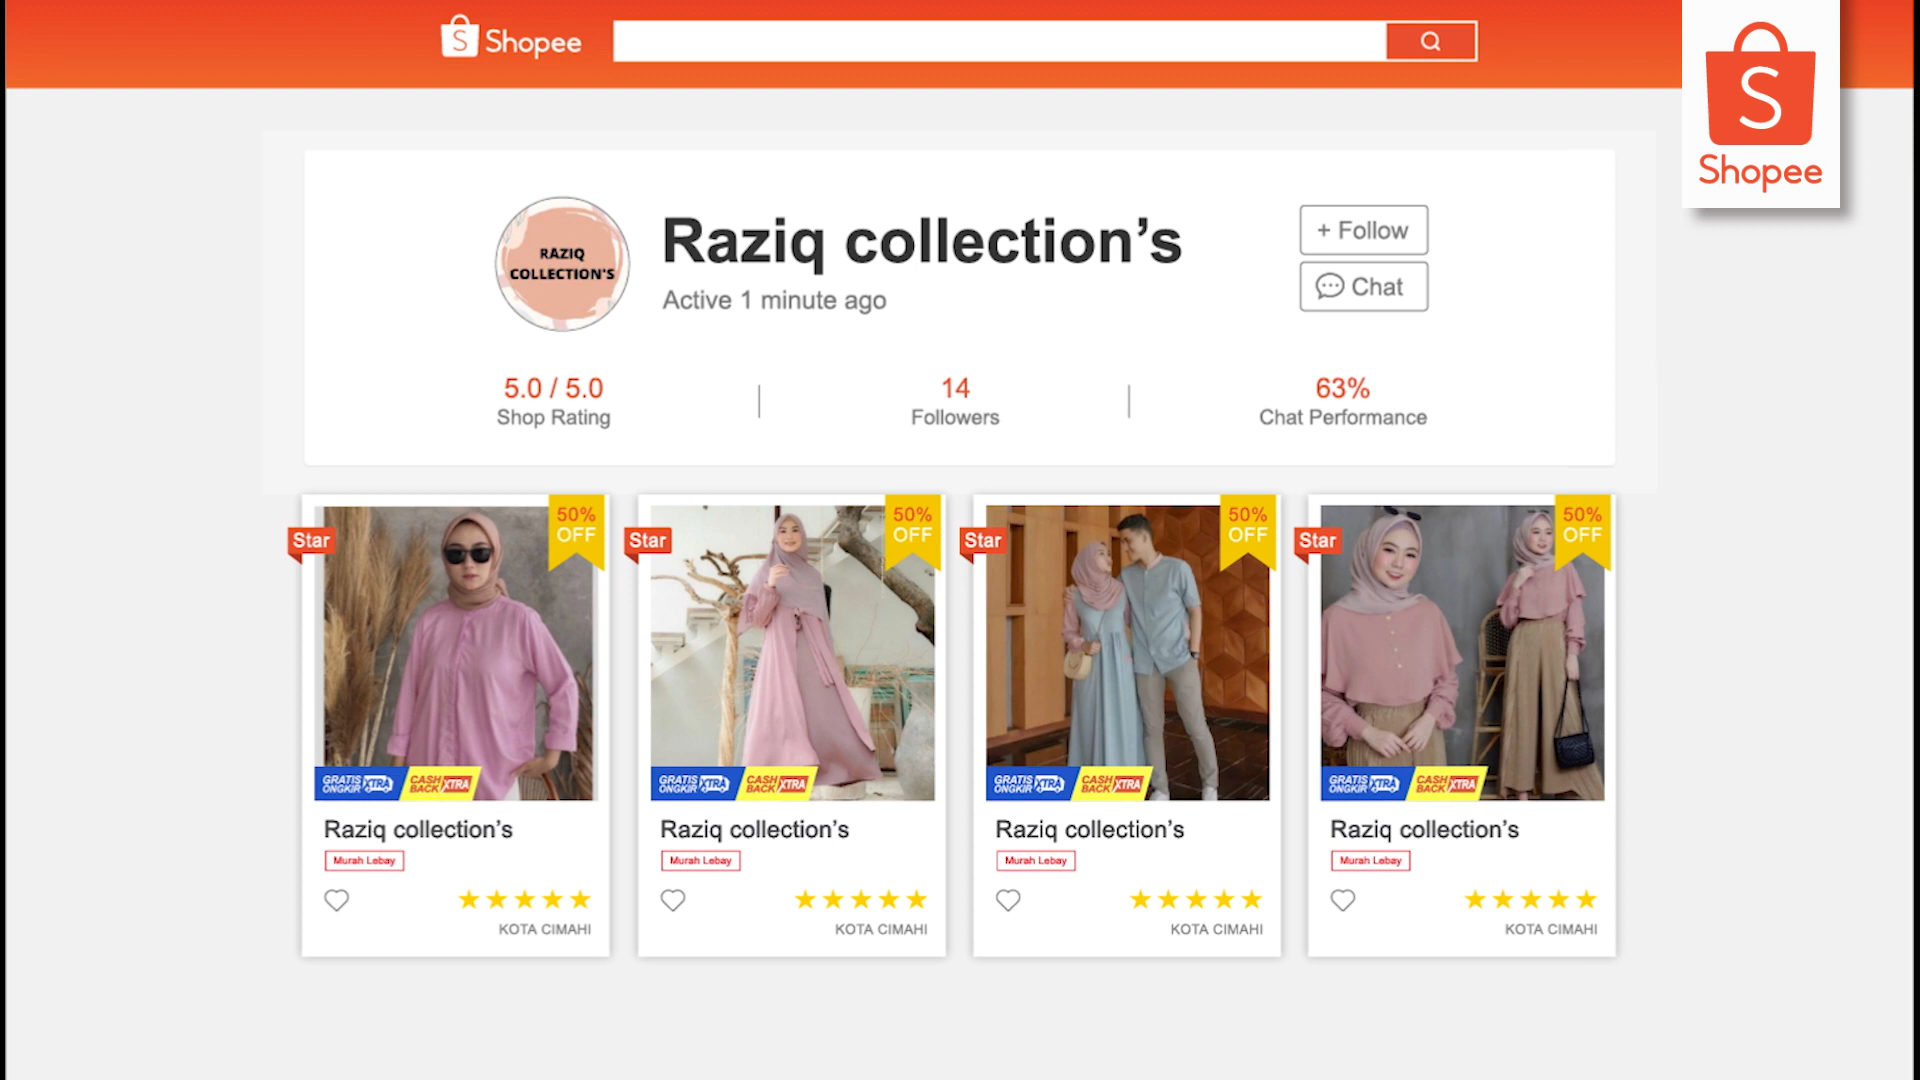 S Shopee
S
Shopee
RAZIQ
COLLECTION'S
Raziq collection’s
Active 1 minute ago
+ Follow
Chat
5.0 / 5.0
Shop Rating
14
Followers
63%
Chat Performance
Star
50%
OFF
GRATIS ONGKIR XTRA
CASH BACK XTRA
Raziq collection’s
Murah Lebay
KOTA CIMAHI
Star
50%
OFF
GRATIS ONGKIR XTRA
CASH BACK XTRA
Raziq collection’s
Murah Lebay
KOTA CIMAHI
Star
50%
OFF
GRATIS ONGKIR XTRA
CASH BACK XTRA
Raziq collection’s
Murah Lebay
KOTA CIMAHI
Star
50%
OFF
GRATIS ONGKIR XTRA
CASH BACK XTRA
Raziq collection’s
Murah Lebay
KOTA CIMAHI